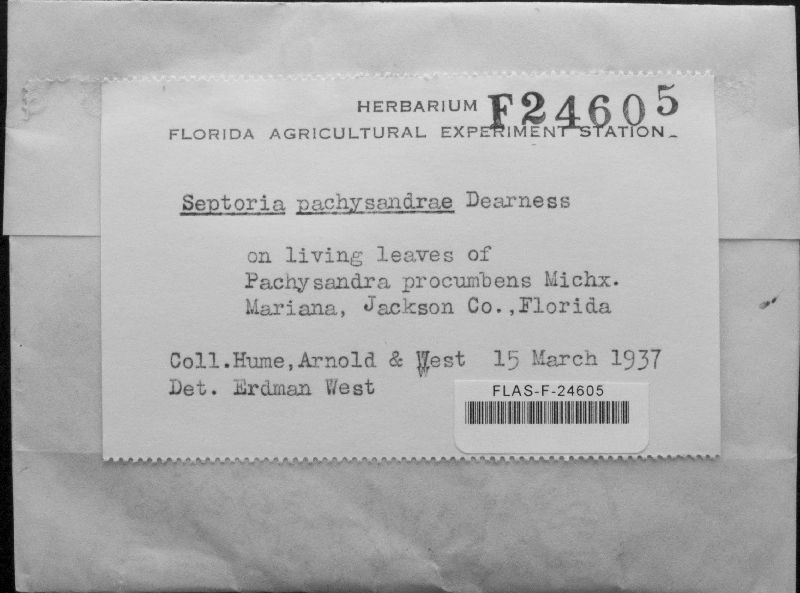 HERBARIUM F24605
FLORIDA AGRICULTURAL EXPERIMENT STATION
Septoria pachysandrae Dearness
on living leaves of
Pachysandra procumbens Michx.
Mariana, Jackson Co.,Florida
Coll.Hume,Arnold & West 15 March 1937
Det. Erdman West
FLAS-F-24605